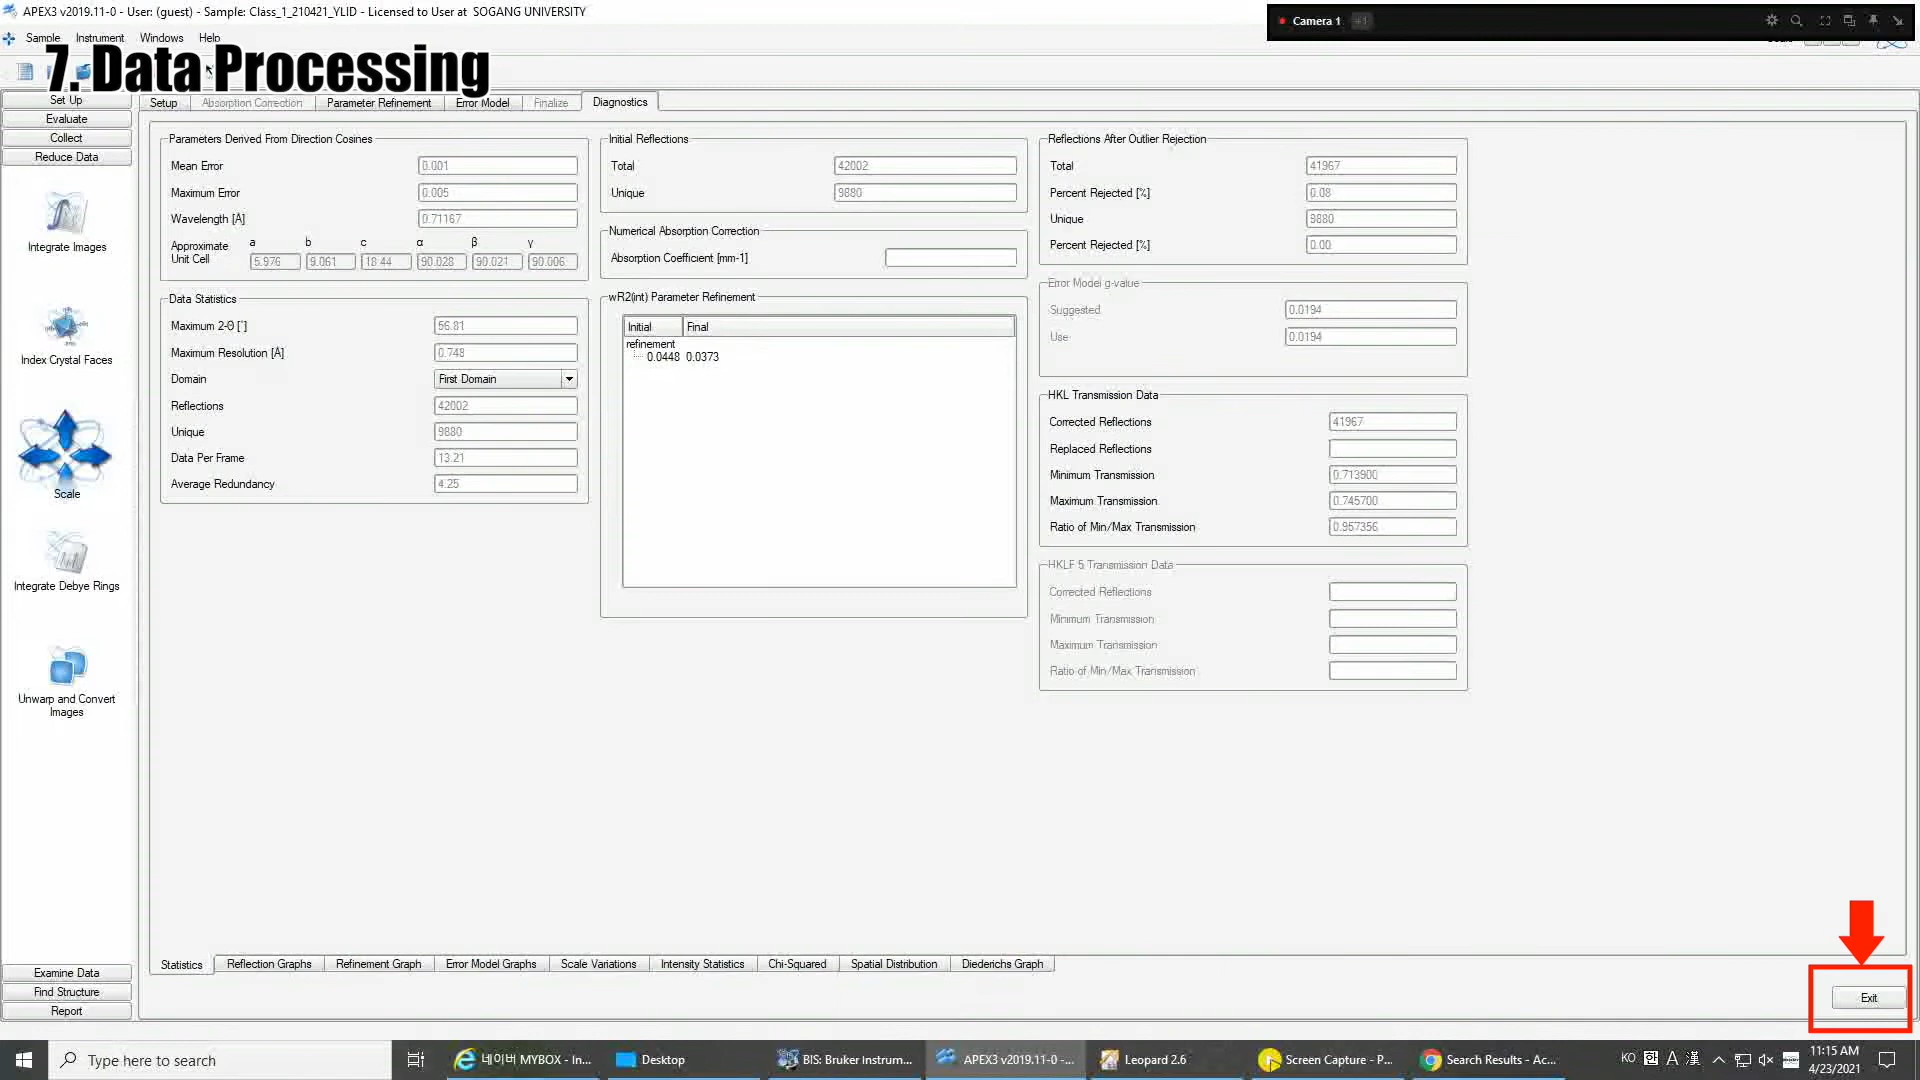 APEX3 v2019.11-0 - User: (guest) - Sample: Class_1_210421_YLID - Licensed to User at SOGANG UNIVERSITY
Camera 1
+1
Sample Instrument Windows Help
7. Data Processing
Set Up
Evaluate
Collect
Reduce Data
Integrate Images
Index Crystal Faces
Scale
Integrate Debye Rings
Unwarp and Convert
Images
Examine Data
Find Structure
Report
Setup Absorption Correction Parameter Refinement Error Model Finalize Diagnostics
Parameters Derived From Direction Cosines
Mean Error 0.001
Maximum Error 0.005
Wavelength [Å] 0.71167
a b c α β γ
Approximate
Unit Cell
5.976 9.061 18.44 90.028 90.021 90.006
Data Statistics
Maximum 2-Θ [°] 56.81
Maximum Resolution [Å] 0.748
Domain First Domain
Reflections 42002
Unique 9880
Data Per Frame 13.21
Average Redundancy 4.25
Initial Reflections
Total 42002
Unique 9880
Numerical Absorption Correction
Absorption Coefficient [mm-1]
wR2(int) Parameter Refinement
Initial Final
refinement
0.0448 0.0373
Reflections After Outlier Rejection
Total 41967
Percent Rejected [%] 0.08
Unique 9880
Percent Rejected [%] 0.00
Error Model g-value
Suggested 0.0194
Use 0.0194
HKL Transmission Data
Corrected Reflections 41967
Replaced Reflections
Minimum Transmission 0.713900
Maximum Transmission 0.745700
Ratio of Min/Max Transmission 0.957356
HKLF 5 Transmission Data
Corrected Reflections
Minimum Transmission
Maximum Transmission
Ratio of Min/Max Transmission
Statistics Reflection Graphs Refinement Graph Error Model Graphs Scale Variations Intensity Statistics Chi-Squared Spatial Distribution Diederichs Graph
Exit
Type here to search
네이버 MYBOX - In...
Desktop
BIS: Bruker Instrum...
APEX3 v2019.11-0 -...
Leopard 2.6
Screen Capture - P...
Search Results - Ac...
KO 한 A 漢
11:15 AM
4/23/2021